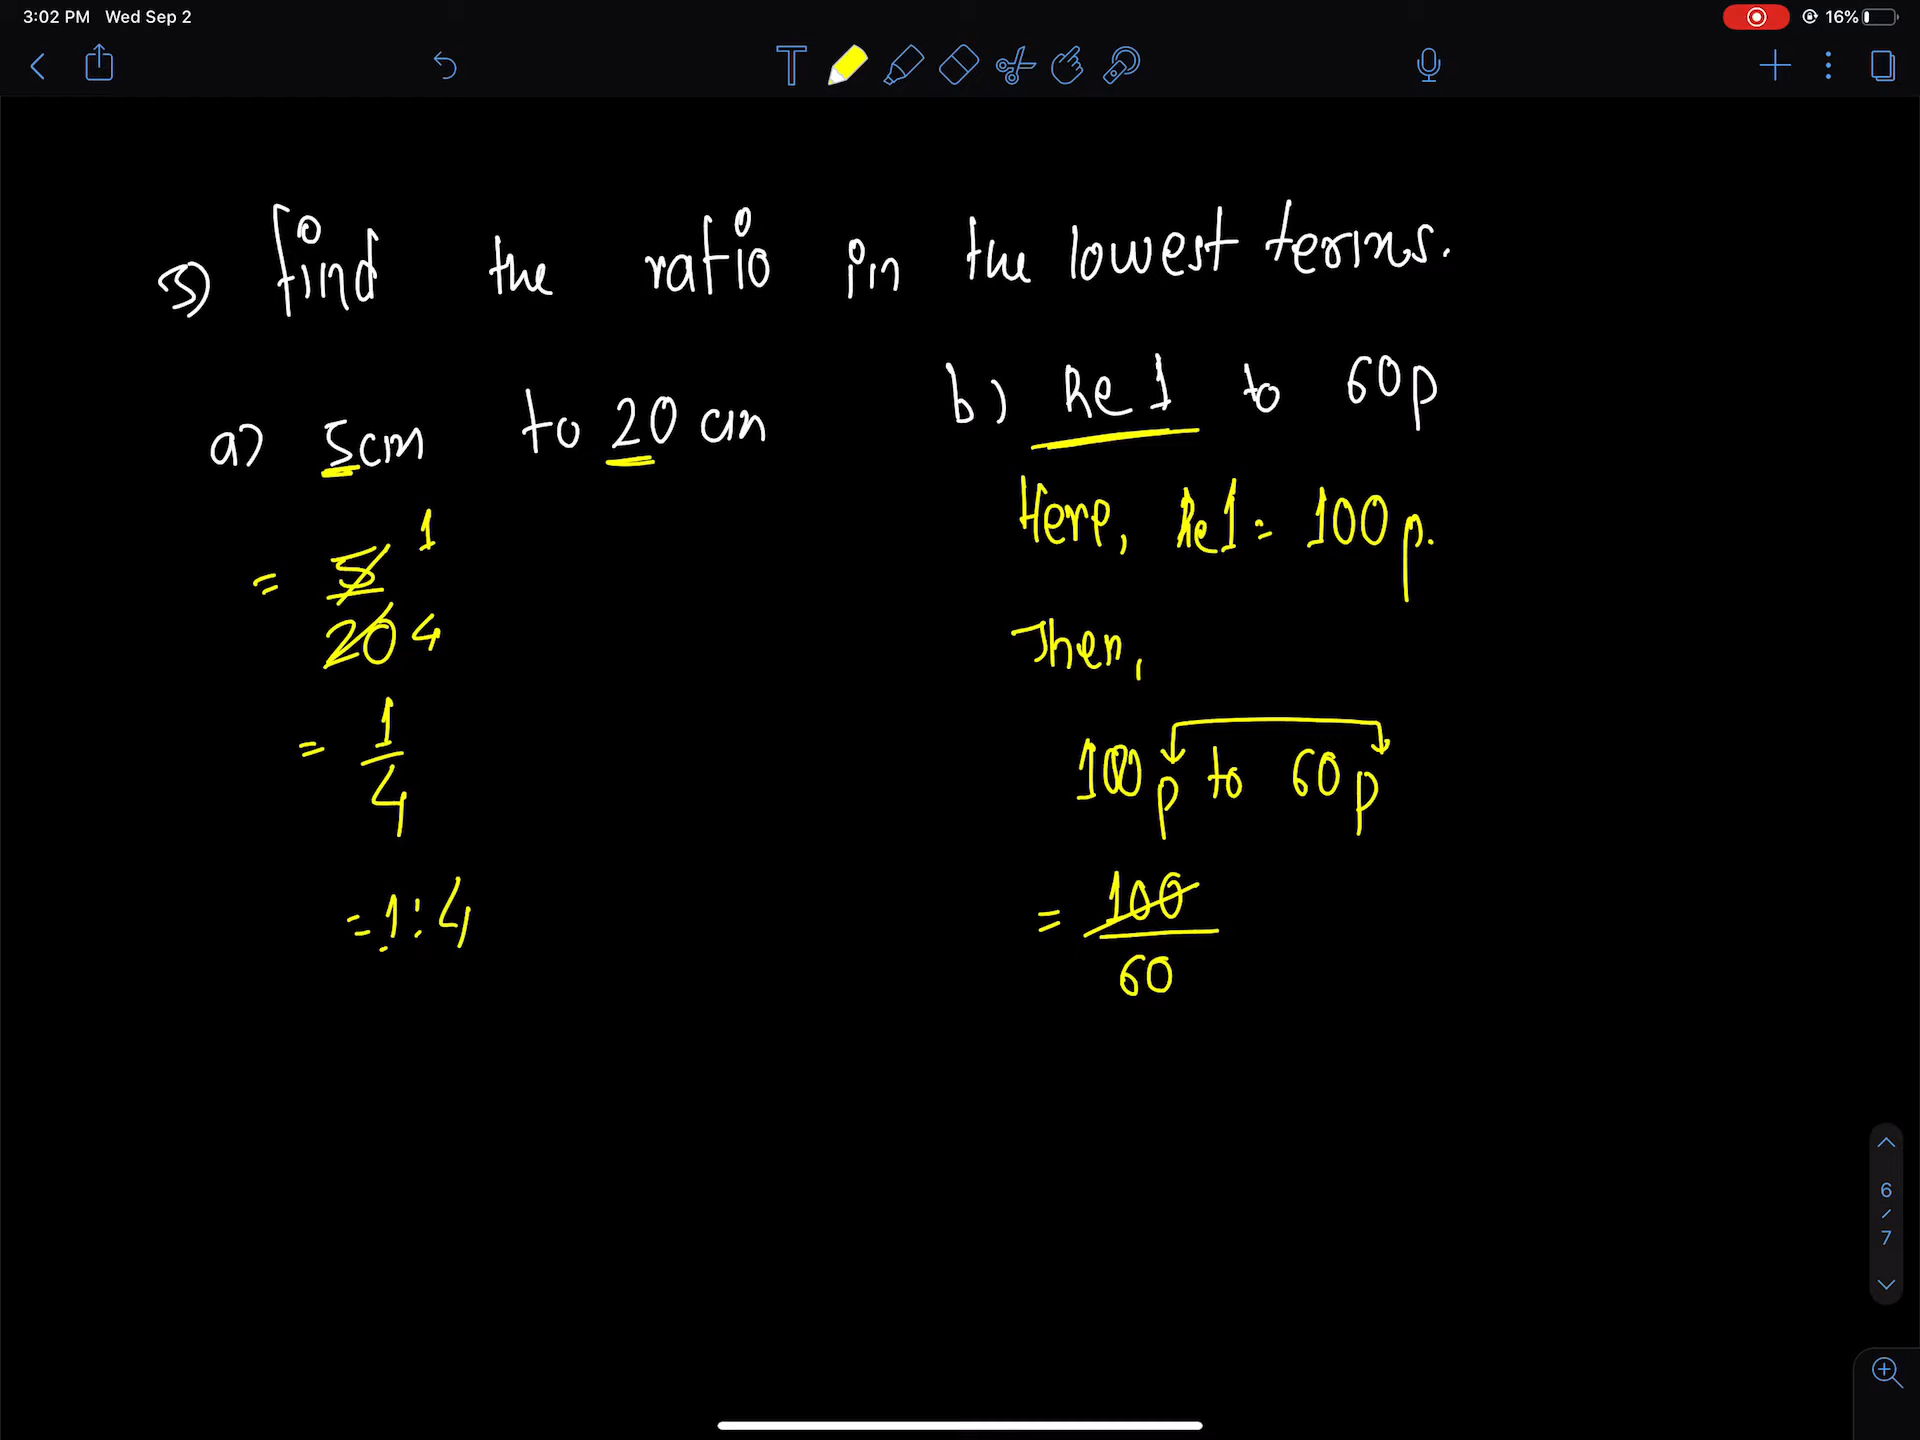 3:02 PM Wed Sep 2
16%
5) find the ratio in the lowest terms.
a) 5cm to 20 cm
= 5 1
20 4
= 1
4
= 1:4
b) Re 1 to 60p
Here, Re1 = 100 p.
Then,
100 p to 60 p
= 100
60
6
/
7